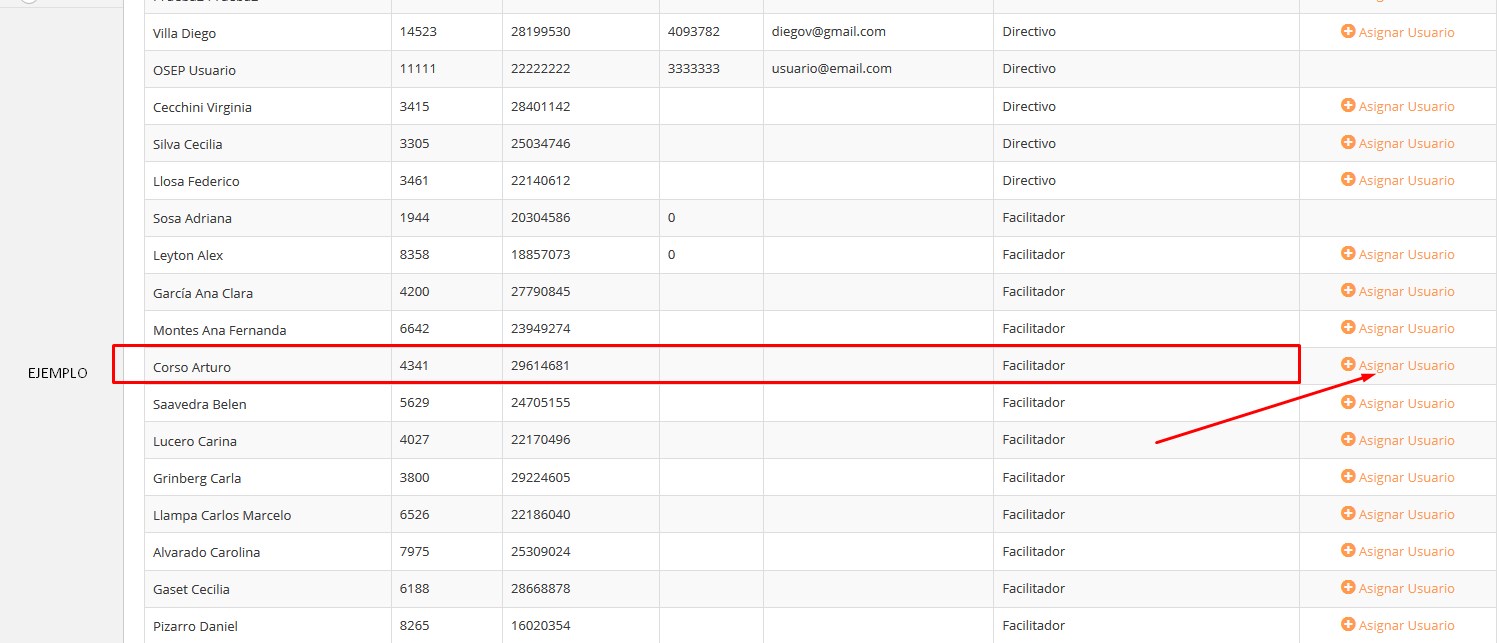 Villa Diego 14523 28199530 4093782 diegov@gmail.com Directivo Asignar Usuario
OSEP Usuario 11111 22222222 3333333 usuario@email.com Directivo
Cecchini Virginia 3415 28401142 Directivo Asignar Usuario
Silva Cecilia 3305 25034746 Directivo Asignar Usuario
Llosa Federico 3461 22140612 Directivo Asignar Usuario
Sosa Adriana 1944 20304586 0 Facilitador
Leyton Alex 8358 18857073 0 Facilitador Asignar Usuario
García Ana Clara 4200 27790845 Facilitador Asignar Usuario
Montes Ana Fernanda 6642 23949274 Facilitador Asignar Usuario
EJEMPLO Corso Arturo 4341 29614681 Facilitador Asignar Usuario
Saavedra Belen 5629 24705155 Facilitador Asignar Usuario
Lucero Carina 4027 22170496 Facilitador Asignar Usuario
Grinberg Carla 3800 29224605 Facilitador Asignar Usuario
Llampa Carlos Marcelo 6526 22186040 Facilitador Asignar Usuario
Alvarado Carolina 7975 25309024 Facilitador Asignar Usuario
Gaset Cecilia 6188 28668878 Facilitador Asignar Usuario
Pizarro Daniel 8265 16020354 Facilitador Asignar Usuario